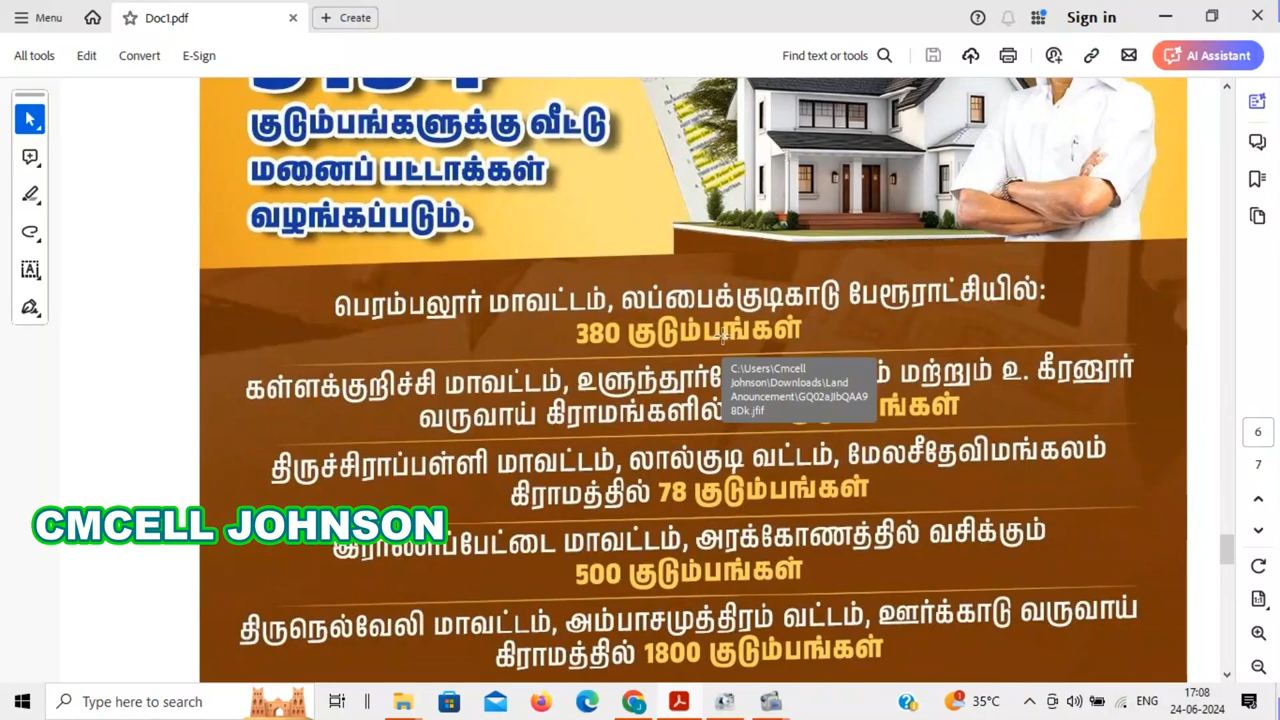 Menu
Doc1.pdf
Create
Sign in
All tools
Edit
Convert
E-Sign
Find text or tools
AI Assistant
குடும்பங்களுக்கு வீட்டு
மனைப் பட்டாக்கள்
வழங்கப்படும்.
பெரம்பலூர் மாவட்டம், லப்பைக்குடிகாடு பேரூராட்சியில்:
380 குடும்பங்கள்
C:\Users\Cmcell
Johnson\Downloads\Land
Anouncement\GQ02aJIbQAA9
8Dk.jfif
கள்ளக்குறிச்சி மாவட்டம், மற்றும் உ. கீரனூர்
வருவாய் கிராமங்களில்
திருச்சிராப்பள்ளி மாவட்டம், லால்குடி வட்டம், மேலசீதேவிமங்கலம்
கிராமத்தில் 78 குடும்பங்கள்
CMCELL JOHNSON
இராணிப்பேட்டை மாவட்டம், அரக்கோணத்தில் வசிக்கும்
500 குடும்பங்கள்
திருநெல்வேலி மாவட்டம், அம்பாசமுத்திரம் வட்டம், ஊர்க்காடு வருவாய்
கிராமத்தில் 1800 குடும்பங்கள்
6
7
Type here to search
35°C
ENG
17:08
24-06-2024